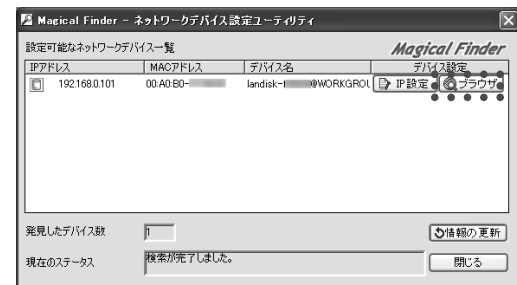 Magical Finder - ネットワークデバイス設定ユーティリティ
設定可能なネットワークデバイス一覧
Magical Finder
IPアドレス MACアドレス デバイス名 デバイス設定
192.168.0.101 00:A0:B0- landisk- @WORKGROU IP設定 ブラウザ
発見したデバイス数 1 情報の更新
現在のステータス 検索が完了しました。 閉じる